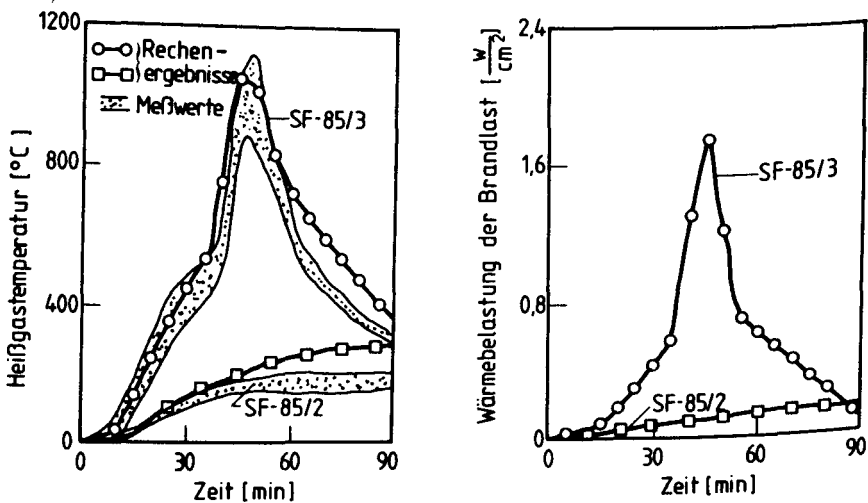 1200
800
400
0
Heißgastemperatur [°C]
Rechen-
ergebnisse
Meßwerte
SF-85/3
SF-85/2
0 30 60 90
Zeit [min]
2,4
1,6
0,8
0
Wärmebelastung der Brandlast [W/cm²]
SF-85/3
SF-85/2
0 30 60 90
Zeit [min]